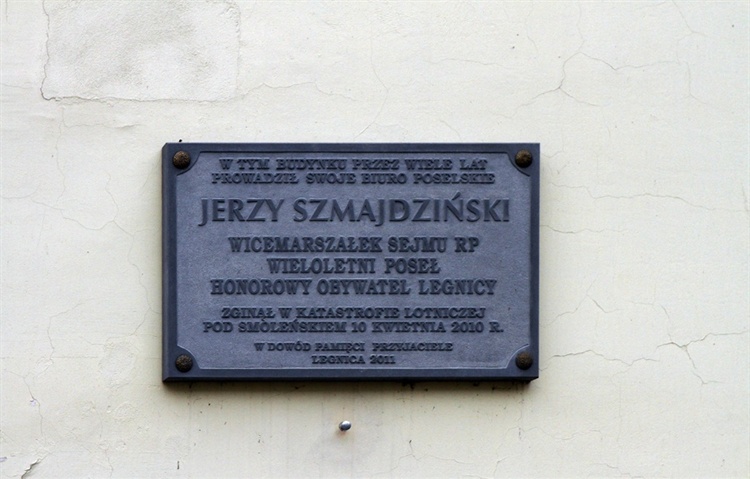 W TYM BUDYNKU PRZEZ WIELE LAT
PROWADZIŁ SWOJE BIURO POSELSKIE
JERZY SZMAJDZIŃSKI
WICEMARSZAŁEK SEJMU RP
WIELOLETNI POSEŁ
HONOROWY OBYWATEL LEGNICY
ZGINĄŁ W KATASTROFIE LOTNICZEJ
POD SMOLEŃSKIEM 10 KWIETNIA 2010 R.
W DOWÓD PAMIĘCI PRZYJACIELE
LEGNICA 2011